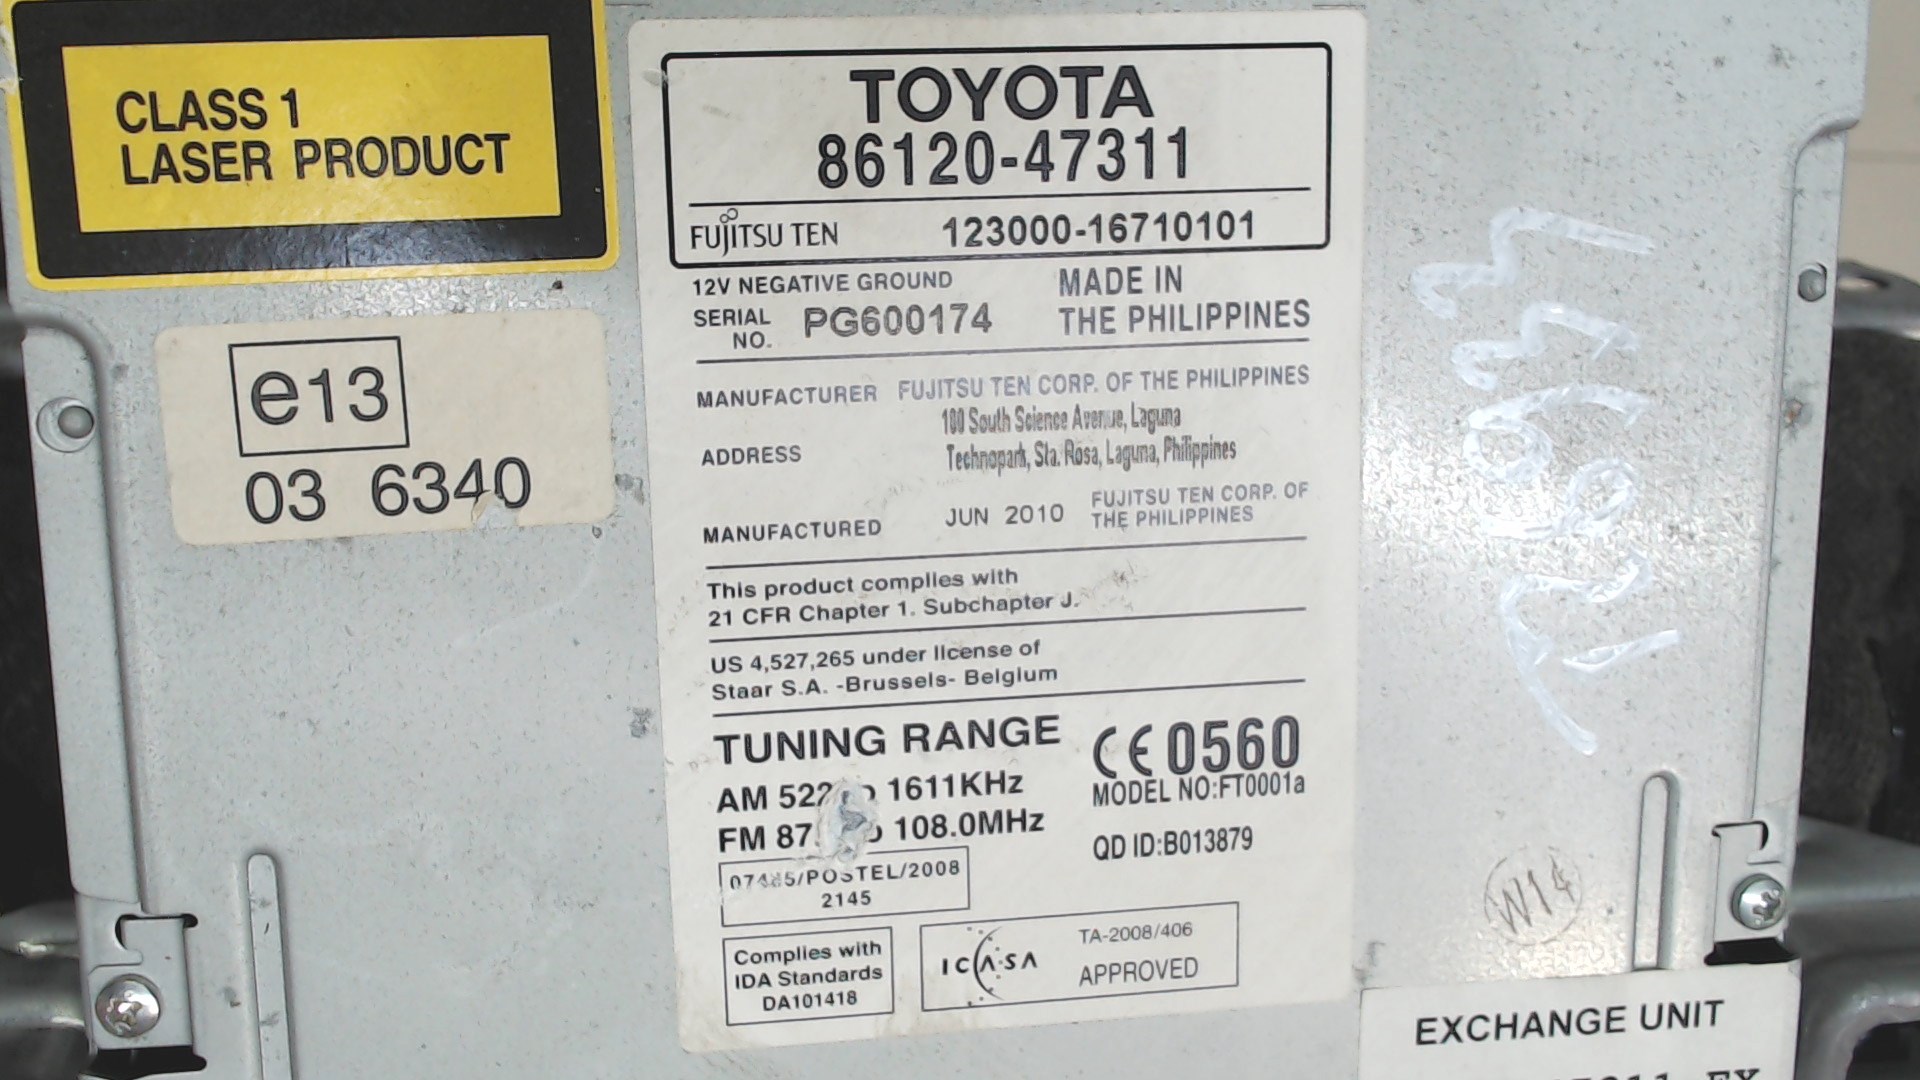 CLASS 1
LASER PRODUCT
e13
03 6340
TOYOTA
86120-47311
FUJITSU TEN 123000-16710101
12V NEGATIVE GROUND
SERIAL NO. PG600174
MADE IN
THE PHILIPPINES
MANUFACTURER FUJITSU TEN CORP. OF THE PHILIPPINES
ADDRESS
100 South Science Avenue, Laguna
Technopark, Sta. Rosa, Laguna, Philippines
MANUFACTURED JUN 2010
FUJITSU TEN CORP. OF
THE PHILIPPINES
This product complies with
21 CFR Chapter 1. Subchapter J.
US 4,527,265 under license of
Staar S.A. -Brussels- Belgium
TUNING RANGE
AM 1611KHz
FM 108.0MHz
CE 0560
MODEL NO:FT0001a
QD ID:B013879
/POSTEL/2008
2145
Complies with
IDA Standards
DA101418
ICASA
TA-2008/406
APPROVED
W14
EXCHANGE UNIT